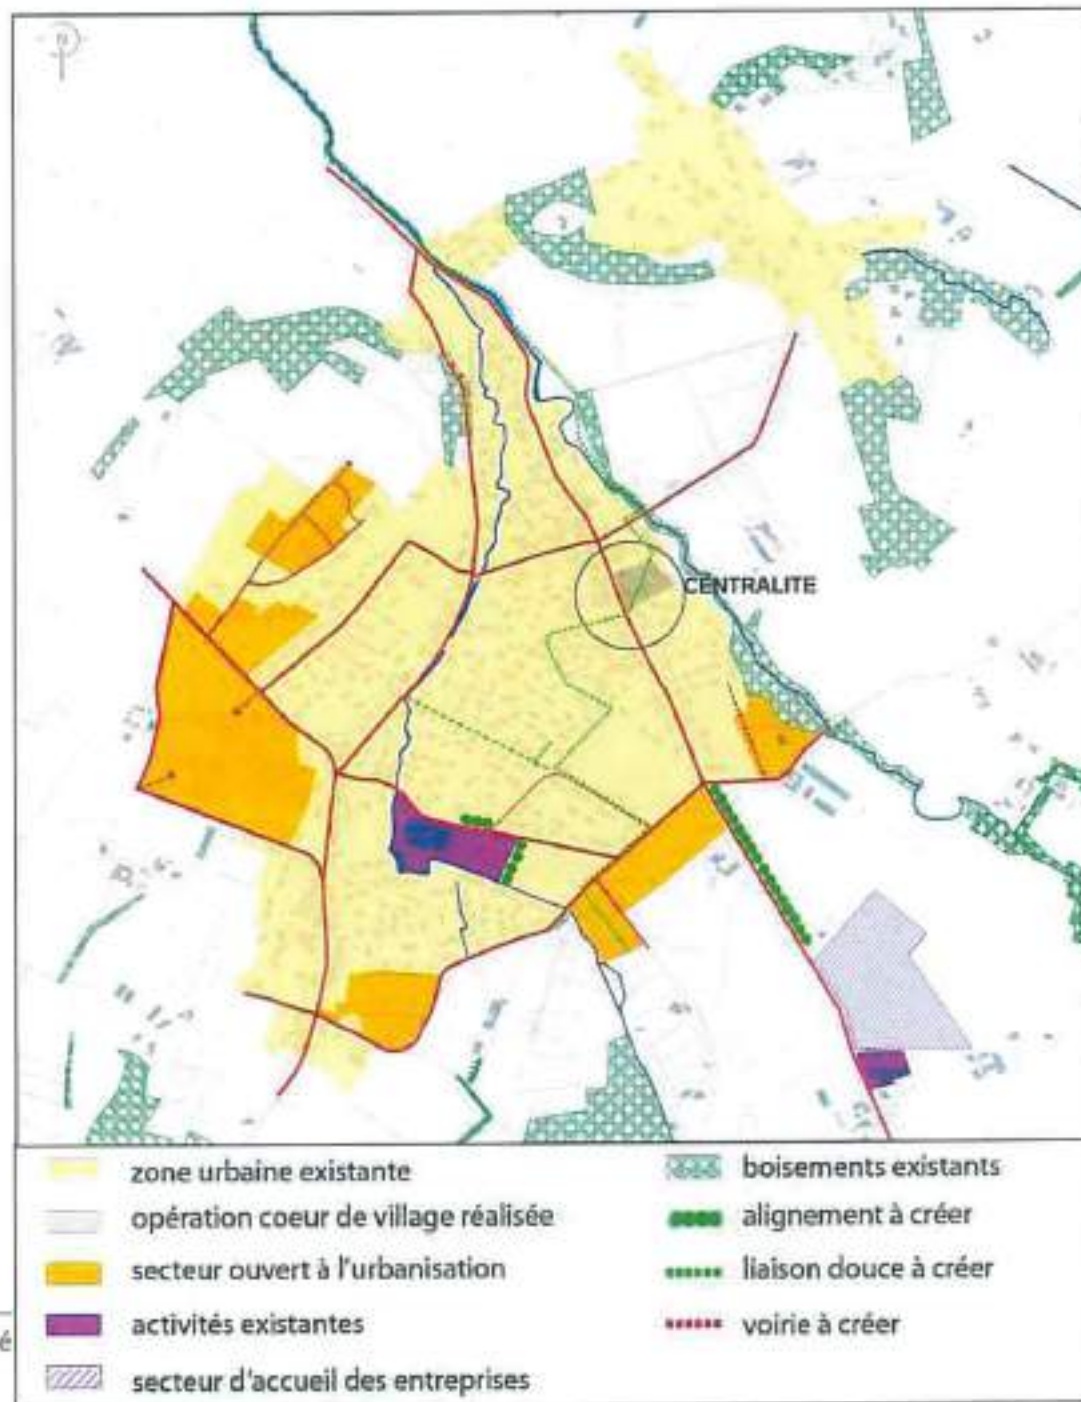 N
CENTRALITE
zone urbaine existante
opération coeur de village réalisée
secteur ouvert à l'urbanisation
activités existantes
secteur d'accueil des entreprises
boisements existants
alignement à créer
liaison douce à créer
voirie à créer
é